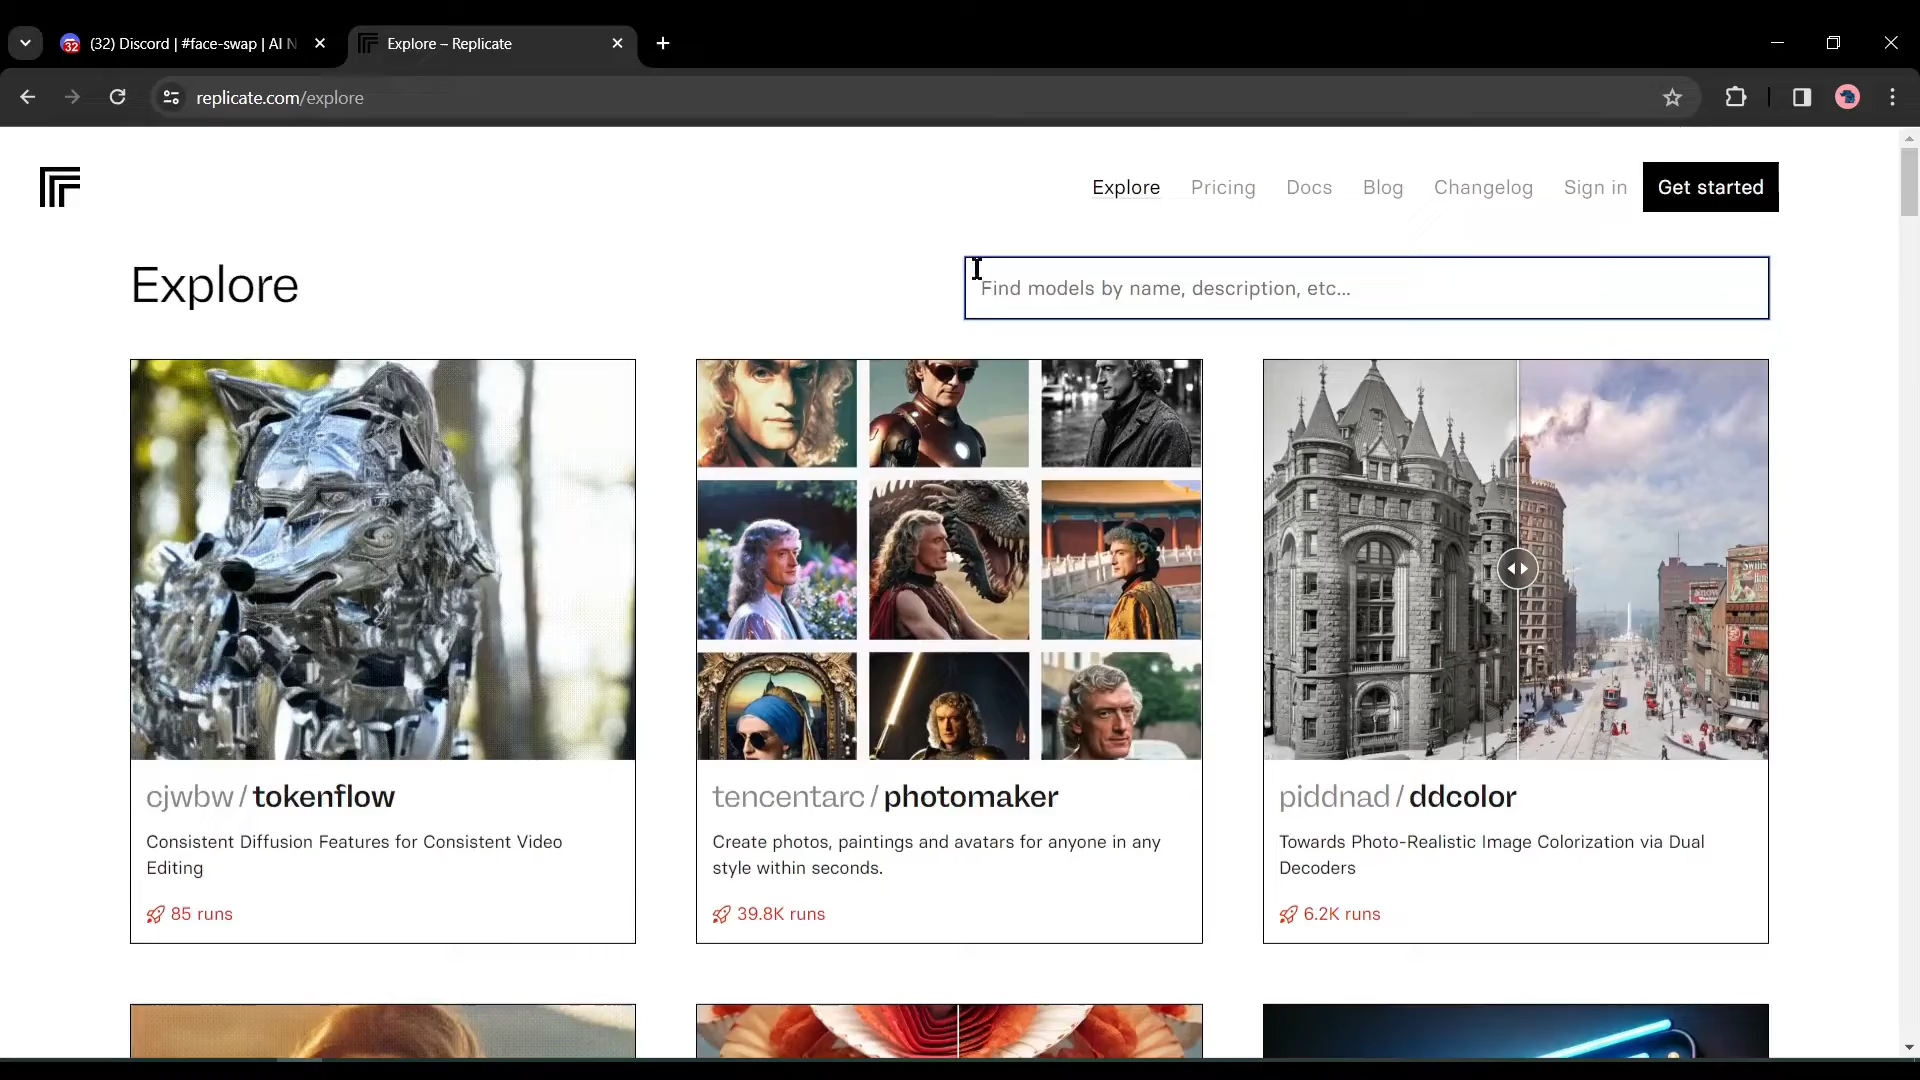 32 (32) Discord | #face-swap | AI N
Explore – Replicate
replicate.com/explore
Explore Pricing Docs Blog Changelog Sign in Get started
Explore
Find models by name, description, etc...
cjwbw / tokenflow
Consistent Diffusion Features for Consistent Video
Editing
85 runs
tencentarc / photomaker
Create photos, paintings and avatars for anyone in any
style within seconds.
39.8K runs
piddnad / ddcolor
Towards Photo-Realistic Image Colorization via Dual
Decoders
6.2K runs